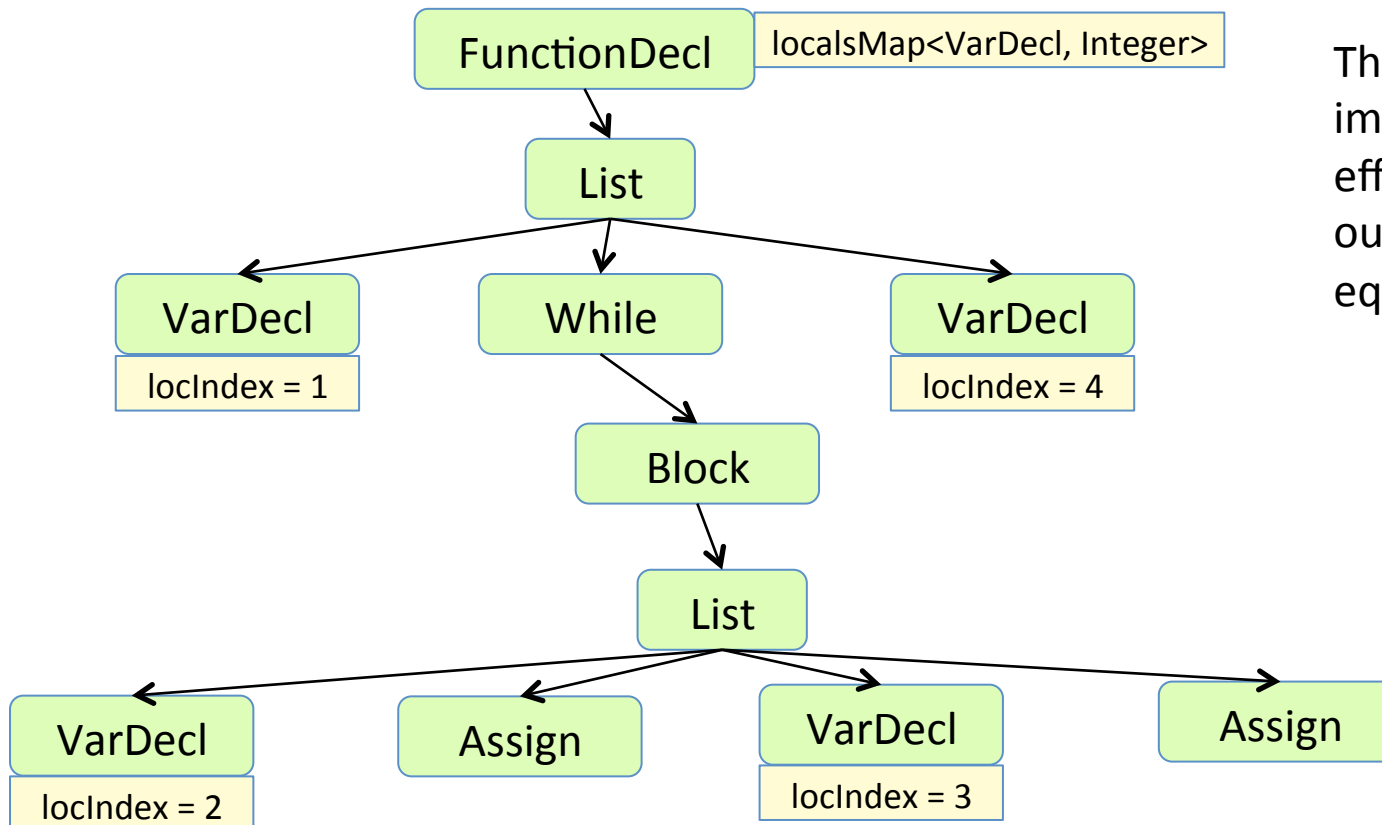 FunctionDecl
localsMap<VarDecl, Integer>
List
VarDecl
While
VarDecl
locIndex = 1
locIndex = 4
Block
List
VarDecl
Assign
VarDecl
Assign
locIndex = 2
locIndex = 3